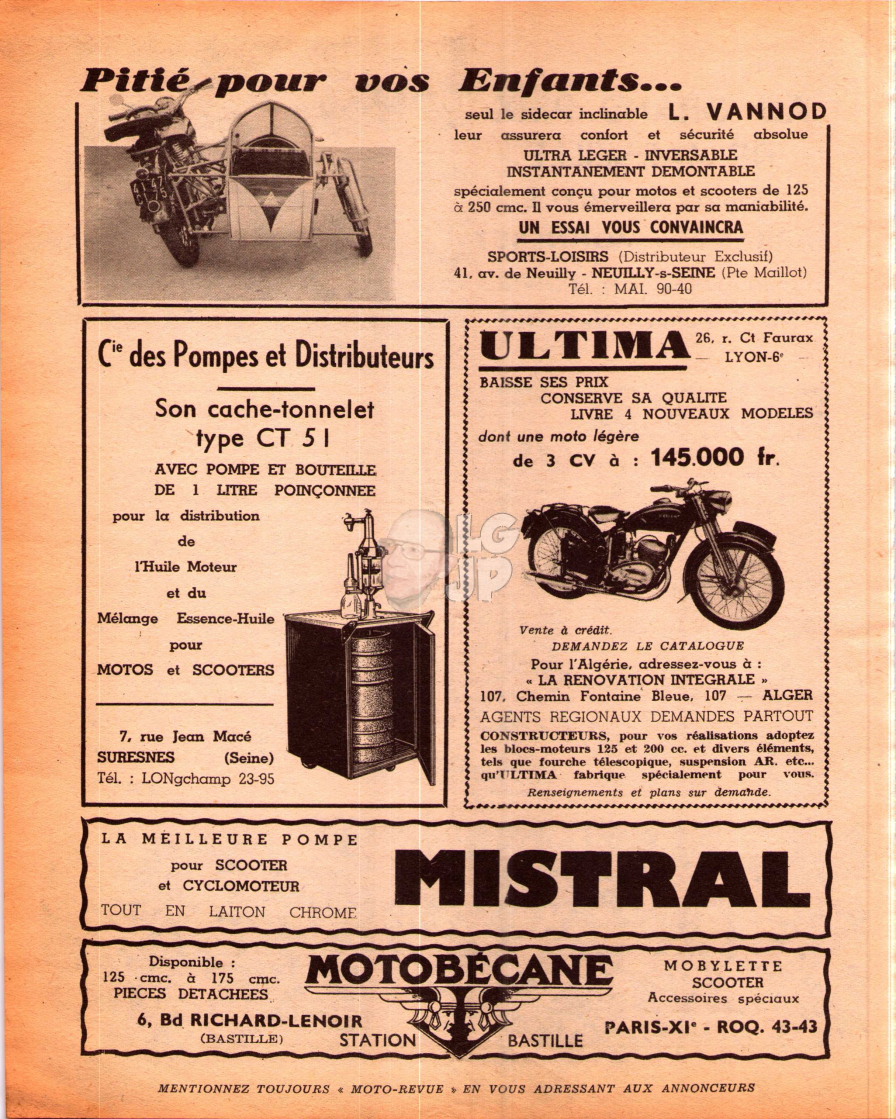 Pitié pour vos Enfants...
seul le sidecar inclinable L. VANNOD
leur assurera confort et sécurité absolue
ULTRA LEGER - INVERSABLE
INSTANTANEMENT DEMONTABLE
spécialement conçu pour motos et scooters de 125
à 250 cmc. Il vous émerveillera par sa maniabilité.
UN ESSAI VOUS CONVAINCRA
SPORTS-LOISIRS (Distributeur Exclusif)
41, av. de Neuilly - NEUILLY-s-SEINE (Pte Maillot)
Tél. : MAI. 90-40
Cie des Pompes et Distributeurs
Son cache-tonnelet
type CT 51
AVEC POMPE ET BOUTEILLE
DE 1 LITRE POINÇONNEE
pour la distribution
de
l'Huile Moteur
et du
Mélange Essence-Huile
pour
MOTOS et SCOOTERS
7, rue Jean Macé
SURESNES (Seine)
Tél. : LONgchamp 23-95
ULTIMA 26, r. Ct Faurax
— LYON-6e —
BAISSE SES PRIX
CONSERVE SA QUALITE
LIVRE 4 NOUVEAUX MODELES
dont une moto légère
de 3 CV à : 145.000 fr.
LG
JP
Vente à crédit.
DEMANDEZ LE CATALOGUE
Pour l'Algérie, adressez-vous à :
« LA RENOVATION INTEGRALE »
107, Chemin Fontaine Bleue, 107 — ALGER
AGENTS REGIONAUX DEMANDES PARTOUT
CONSTRUCTEURS, pour vos réalisations adoptez
les blocs-moteurs 125 et 200 cc. et divers éléments,
tels que fourche télescopique, suspension AR. etc...
qu'ULTIMA fabrique spécialement pour vous.
Renseignements et plans sur demande.
LA MEILLEURE POMPE
pour SCOOTER
et CYCLOMOTEUR
TOUT EN LAITON CHROME
MISTRAL
Disponible :
125 cmc. à 175 cmc.
PIECES DETACHEES
6, Bd RICHARD-LENOIR
(BASTILLE)
MOTOBÉCANE
STATION BASTILLE
MOBYLETTE
SCOOTER
Accessoires spéciaux
PARIS-XIe - ROQ. 43-43
MENTIONNEZ TOUJOURS « MOTO-REVUE » EN VOUS ADRESSANT AUX ANNONCEURS